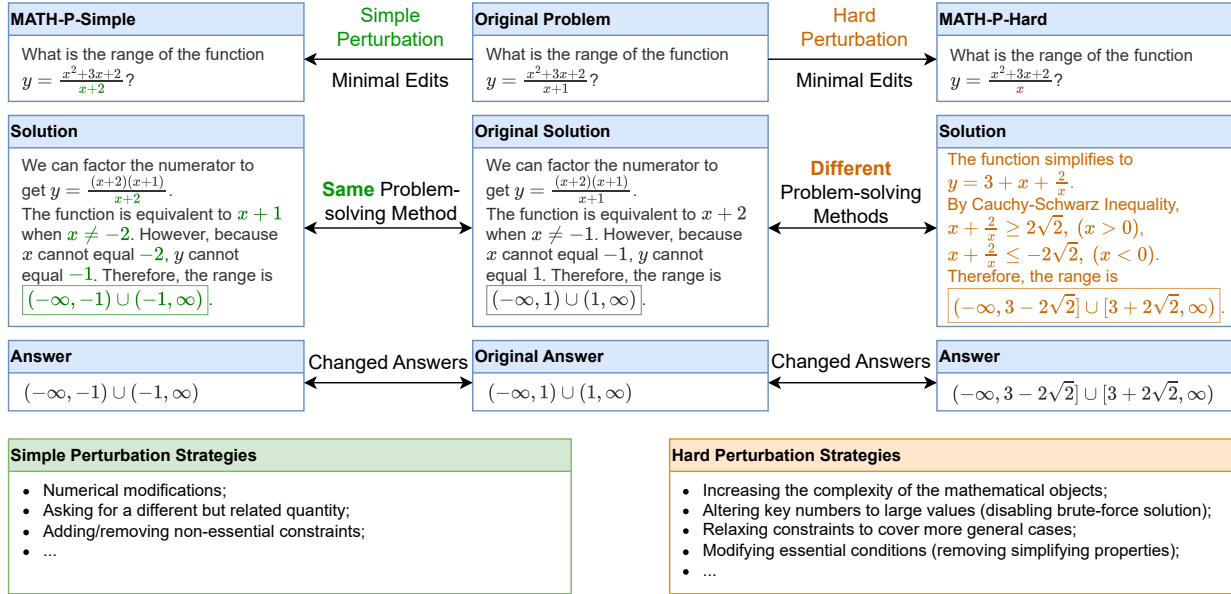 MATH-P-Simple
What is the range of the function
y = \frac{x^2+3x+2}{x+2}?
Simple
Perturbation
Minimal Edits
Original Problem
What is the range of the function
y = \frac{x^2+3x+2}{x+1}?
Hard
Perturbation
Minimal Edits
MATH-P-Hard
What is the range of the function
y = \frac{x^2+3x+2}{x}?
Solution
We can factor the numerator to
get y = \frac{(x+2)(x+1)}{x+2}.
The function is equivalent to x + 1
when x ≠ −2. However, because
x cannot equal −2, y cannot
equal −1. Therefore, the range is
(−∞, −1) ∪ (−1, ∞).
Same Problem-
solving Method
Original Solution
We can factor the numerator to
get y = \frac{(x+2)(x+1)}{x+1}.
The function is equivalent to x + 2
when x ≠ −1. However, because
x cannot equal −1, y cannot
equal 1. Therefore, the range is
(−∞, 1) ∪ (1, ∞).
Different
Problem-solving
Methods
Solution
The function simplifies to
y = 3 + x + \frac{2}{x}.
By Cauchy-Schwarz Inequality,
x + \frac{2}{x} ≥ 2√2, (x > 0),
x + \frac{2}{x} ≤ −2√2, (x < 0).
Therefore, the range is
(−∞, 3 − 2√2] ∪ [3 + 2√2, ∞).
Answer
(−∞, −1) ∪ (−1, ∞)
Changed Answers
Original Answer
(−∞, 1) ∪ (1, ∞)
Changed Answers
Answer
(−∞, 3 − 2√2] ∪ [3 + 2√2, ∞)
Simple Perturbation Strategies
• Numerical modifications;
• Asking for a different but related quantity;
• Adding/removing non-essential constraints;
• ...
Hard Perturbation Strategies
• Increasing the complexity of the mathematical objects;
• Altering key numbers to large values (disabling brute-force solution);
• Relaxing constraints to cover more general cases;
• Modifying essential conditions (removing simplifying properties);
• ...